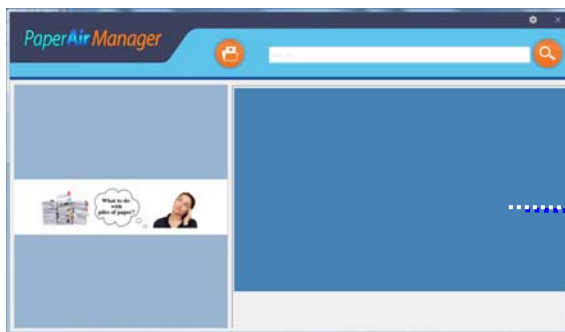 PaperAir Manager
What to do
with
piles of paper?